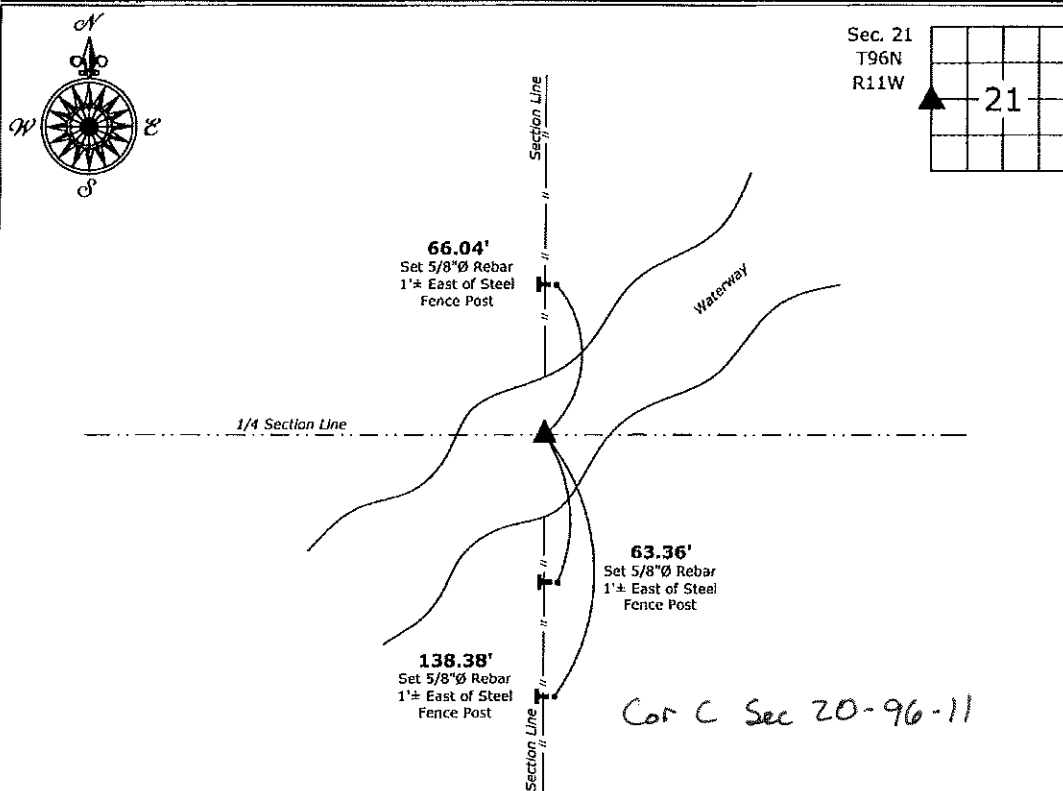 N
W
E
S
Sec. 21
T96N
R11W
21
Section Line
66.04'
Set 5/8"Ø Rebar
1'± East of Steel
Fence Post
Waterway
1/4 Section Line
63.36'
Set 5/8"Ø Rebar
1'± East of Steel
Fence Post
138.38'
Set 5/8"Ø Rebar
1'± East of Steel
Fence Post
Section Line
Cor C Sec 20-96-11